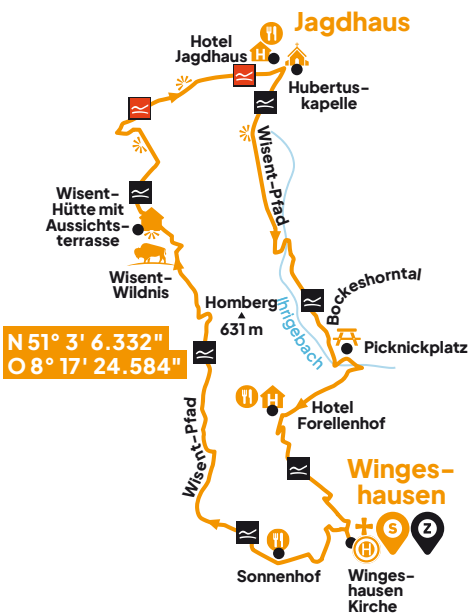 Jagdhaus
Hotel
Jagdhaus
H
Hubertus-
kapelle
Wisent-Pfad
Wisent-
Hütte mit
Aussichts-
terrasse
Wisent-
Wildnis
Bockeshorntal
Homberg
631 m
Ihrigebach
N 51° 3' 6.332"
O 8° 17' 24.584"
Picknickplatz
H
Hotel
Forellenhof
Wisent-Pfad
Winges-
hausen
S
Z
H
Sonnenhof
Winges-
hausen
Kirche